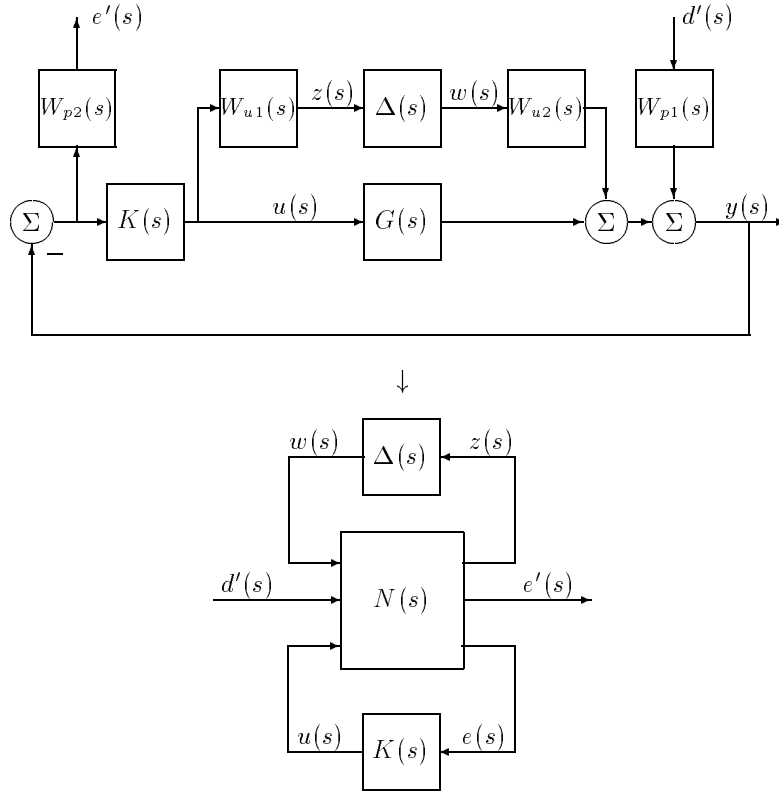 e′(s) d′(s)
W_{p2}(s) W_{u1}(s) z(s) Δ(s) w(s) W_{u2}(s) W_{p1}(s)
Σ K(s) u(s) G(s) Σ Σ y(s)
−
↓
w(s) Δ(s) z(s)
d′(s) N(s) e′(s)
u(s) K(s) e(s)